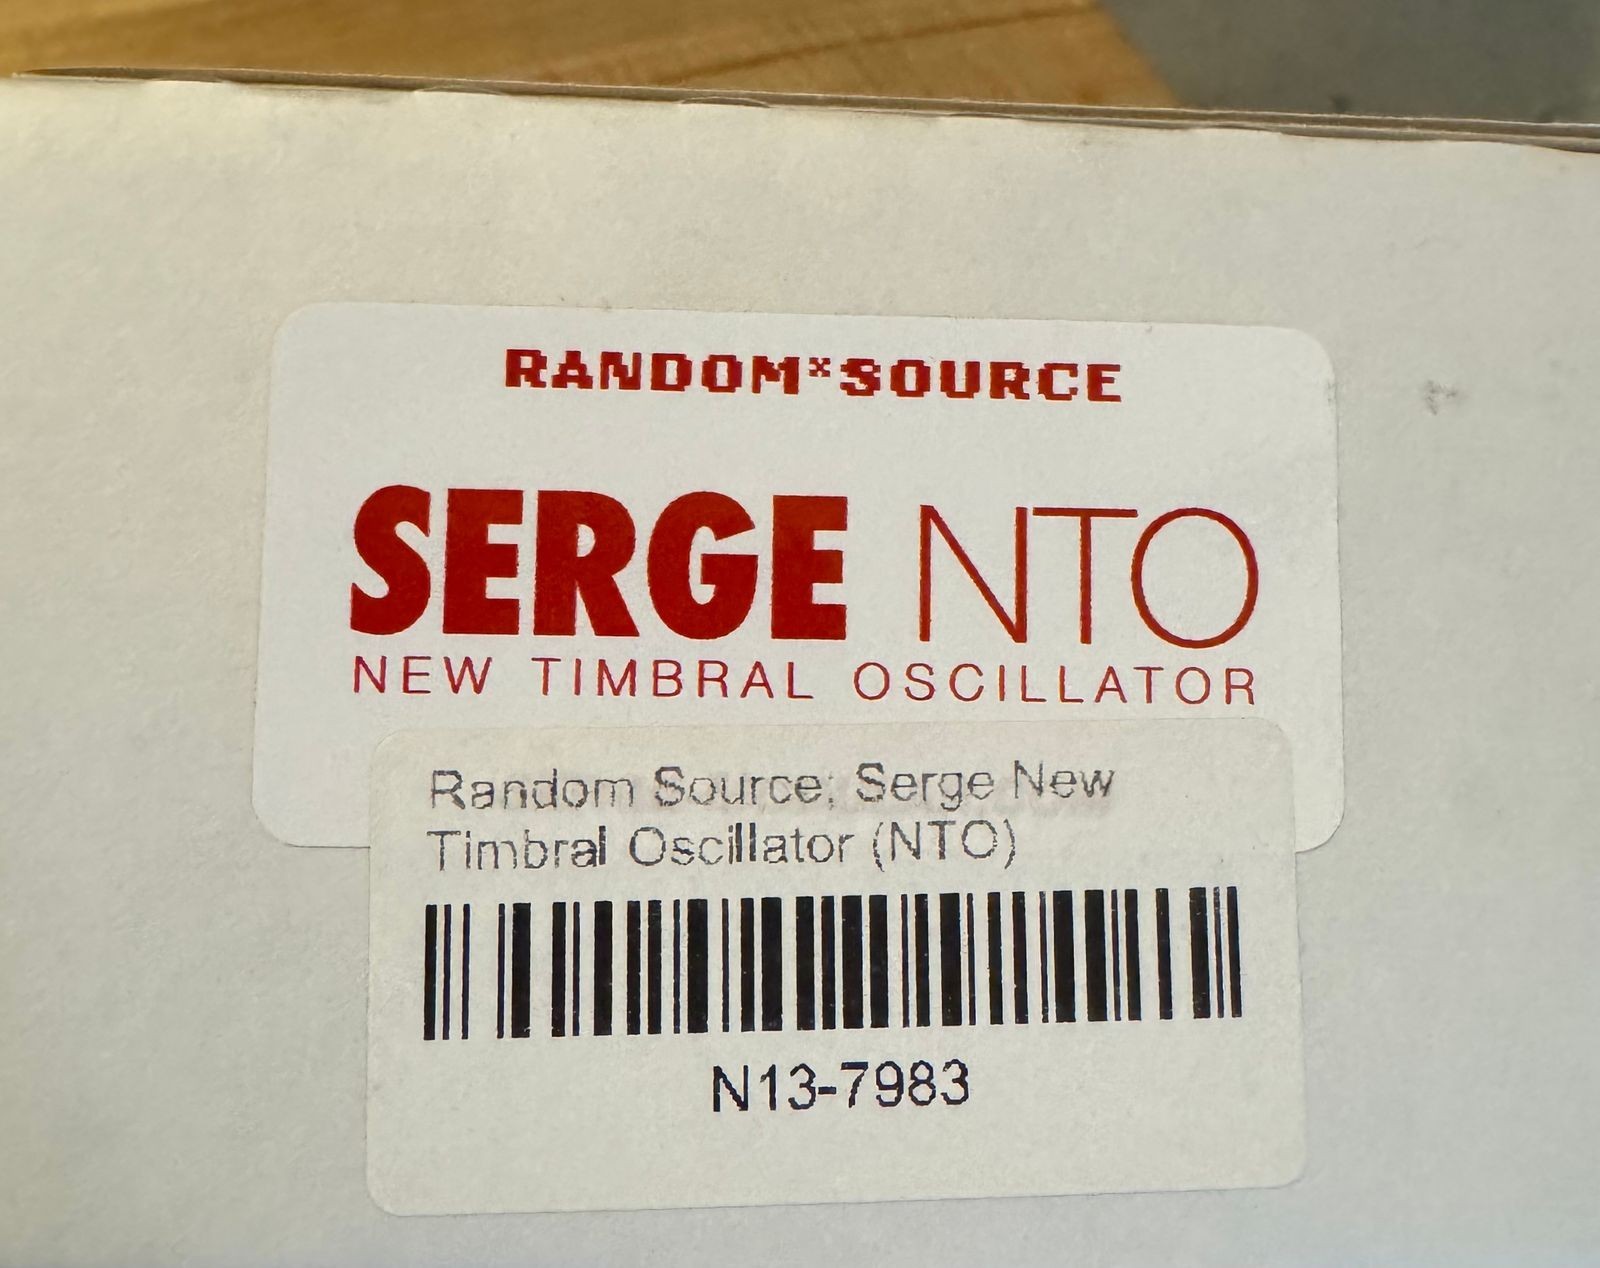 RANDOM*SOURCE
SERGE NTO
NEW TIMBRAL OSCILLATOR
Random Source; Serge New
Timbral Oscillator (NTO)
N13-7983